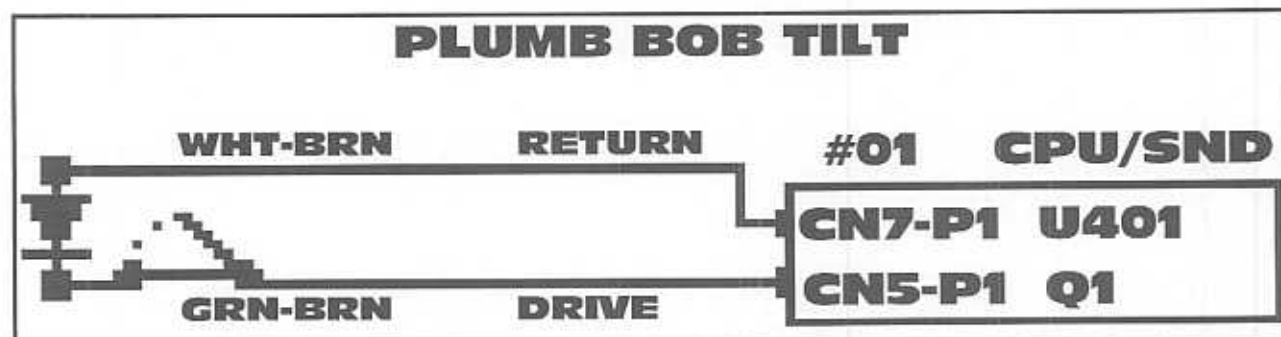 PLUMB BOB TILT
WHT-BRN RETURN #01 CPU/SND
CN7-P1 U401
CN5-P1 Q1
GRN-BRN DRIVE